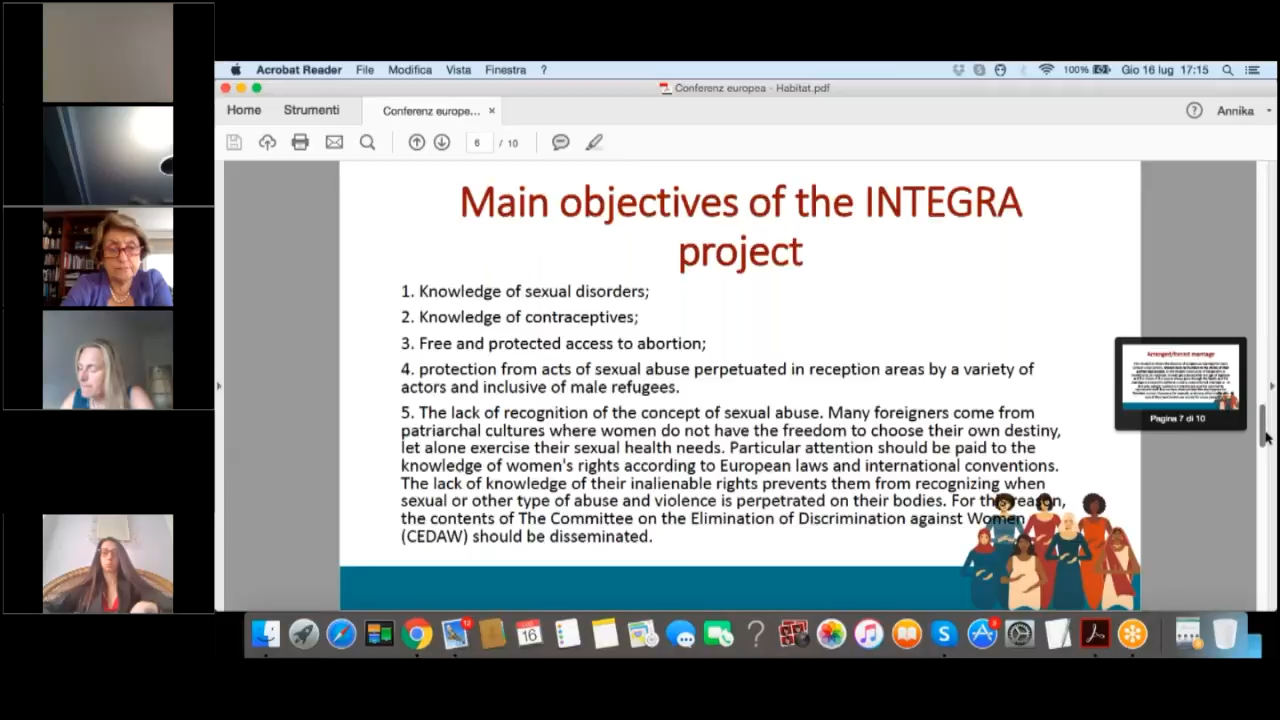 Acrobat Reader File Modifica Vista Finestra ? 100% Gio 16 lug 17:15
Conferenz europea - Habitat.pdf
Home Strumenti Conferenz europe... × ? Annika
6 / 10
Main objectives of the INTEGRA
project
1. Knowledge of sexual disorders;
2. Knowledge of contraceptives;
3. Free and protected access to abortion;
4. protection from acts of sexual abuse perpetuated in reception areas by a variety of
actors and inclusive of male refugees.
5. The lack of recognition of the concept of sexual abuse. Many foreigners come from
patriarchal cultures where women do not have the freedom to choose their own destiny,
let alone exercise their sexual health needs. Particular attention should be paid to the
knowledge of women's rights according to European laws and international conventions.
The lack of knowledge of their inalienable rights prevents them from recognizing when
sexual or other type of abuse and violence is perpetrated on their bodies. For this reason,
the contents of The Committee on the Elimination of Discrimination against Women
(CEDAW) should be disseminated.
Arranged/forced marriage
Pagina 7 di 10
16